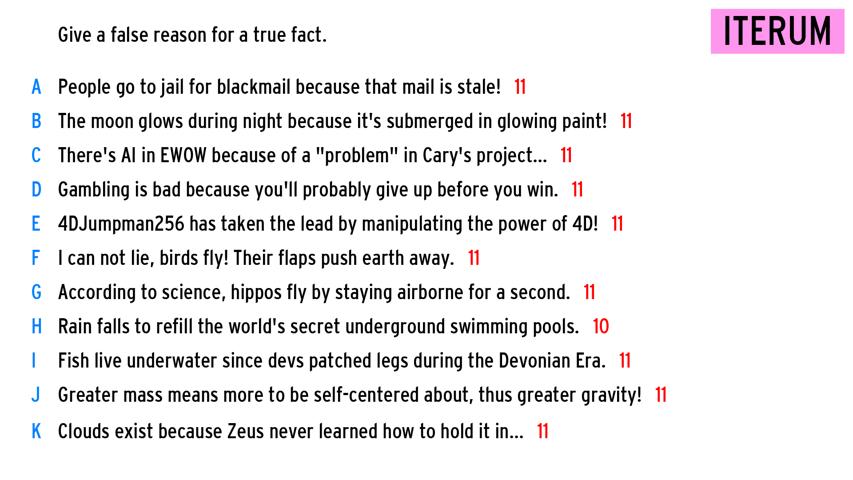 Give a false reason for a true fact.
ITERUM
A People go to jail for blackmail because that mail is stale! 11
B The moon glows during night because it's submerged in glowing paint! 11
C There's AI in EWOW because of a "problem" in Cary's project... 11
D Gambling is bad because you'll probably give up before you win. 11
E 4DJumpman256 has taken the lead by manipulating the power of 4D! 11
F I can not lie, birds fly! Their flaps push earth away. 11
G According to science, hippos fly by staying airborne for a second. 11
H Rain falls to refill the world's secret underground swimming pools. 10
I Fish live underwater since devs patched legs during the Devonian Era. 11
J Greater mass means more to be self-centered about, thus greater gravity! 11
K Clouds exist because Zeus never learned how to hold it in... 11